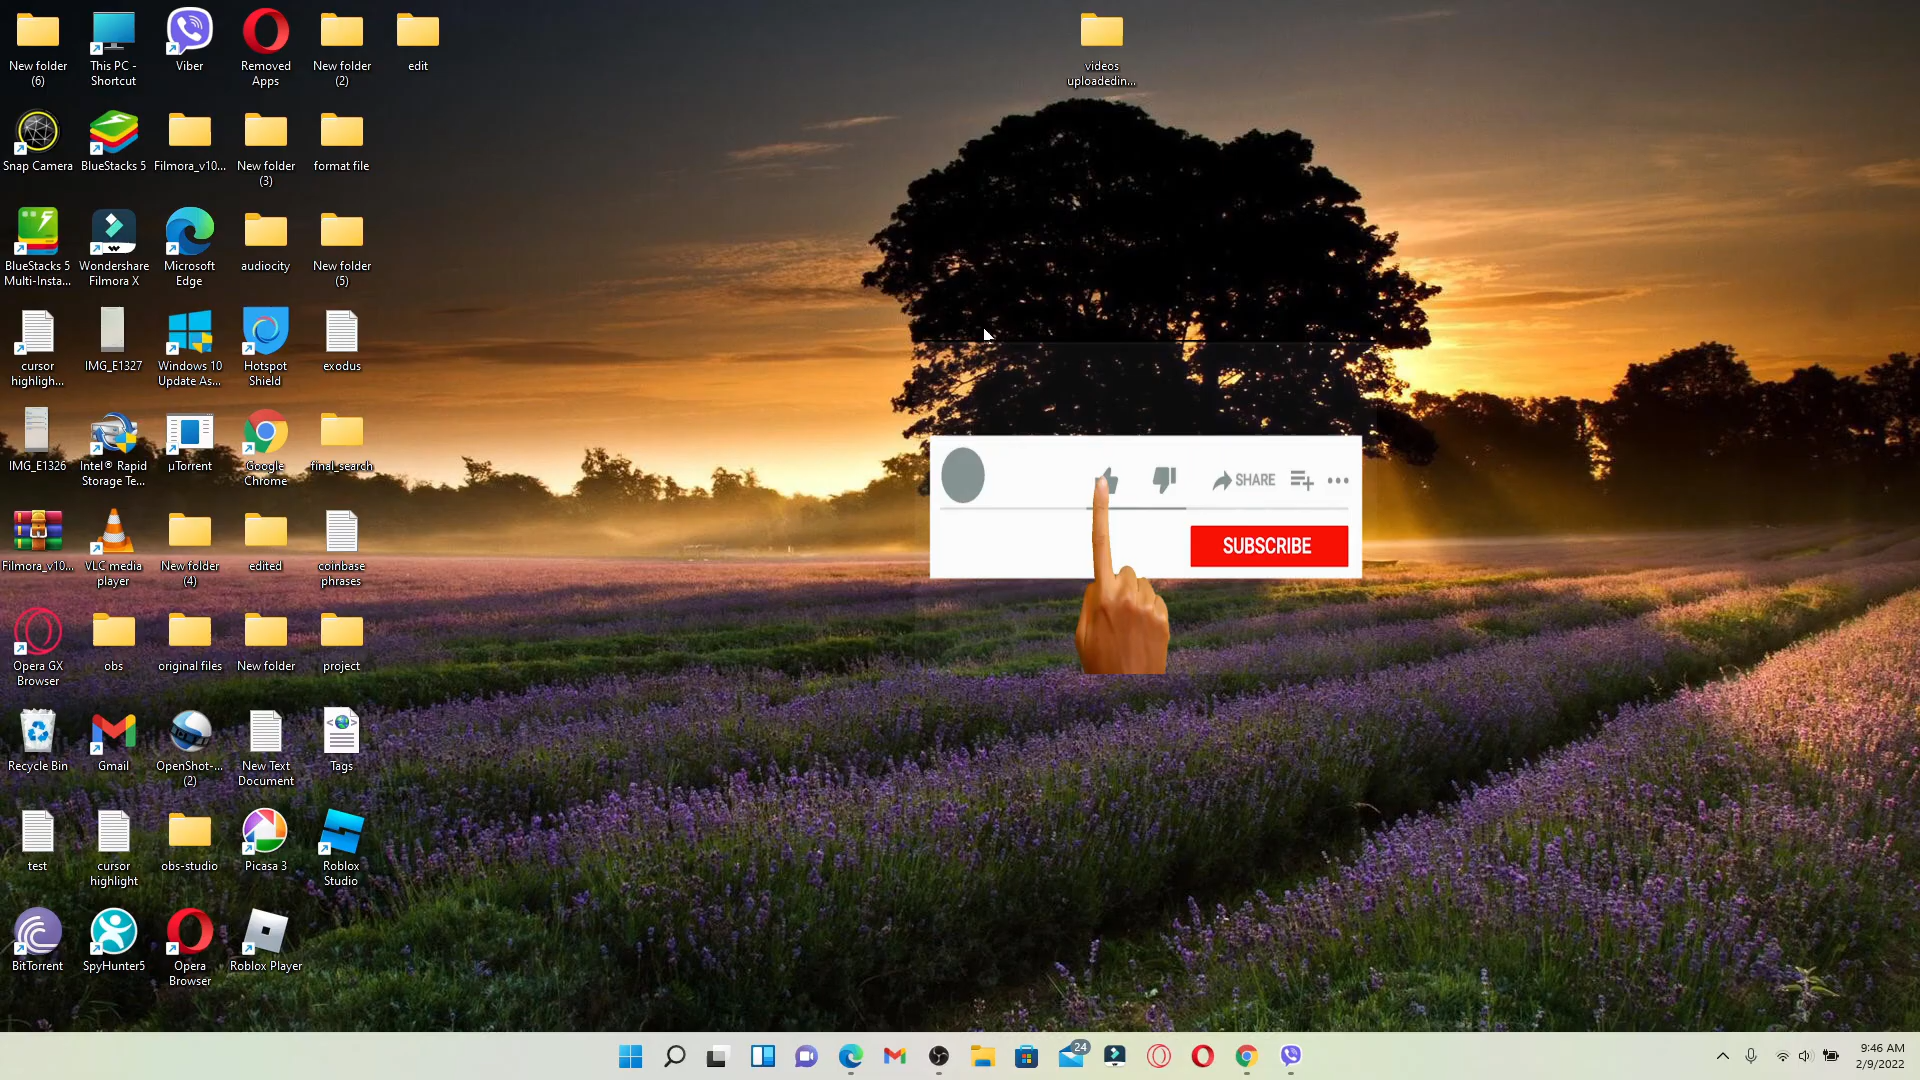 New folder
(6)
This PC -
Shortcut
Viber
Removed
Apps
New folder
(2)
edit
videos
uploadedin...
Snap Camera
BlueStacks 5
Filmora_v10...
New folder
(3)
format file
BlueStacks 5
Multi-Insta...
Wondershare
Filmora X
Microsoft
Edge
audiocity
New folder
(5)
cursor
highligh...
IMG_E1327
Windows 10
Update As...
Hotspot
Shield
exodus
IMG_E1326
Intel® Rapid
Storage Te...
µTorrent
Google
Chrome
final_search
SHARE
SUBSCRIBE
Filmora_v10...
VLC media
player
New folder
(4)
edited
coinbase
phrases
Opera GX
Browser
obs
original files
New folder
project
Recycle Bin
Gmail
OpenShot-...
(2)
New Text
Document
Tags
test
cursor
highlight
obs-studio
Picasa 3
Roblox
Studio
BitTorrent
SpyHunter5
Opera
Browser
Roblox Player
24
9:46 AM
2/9/2022